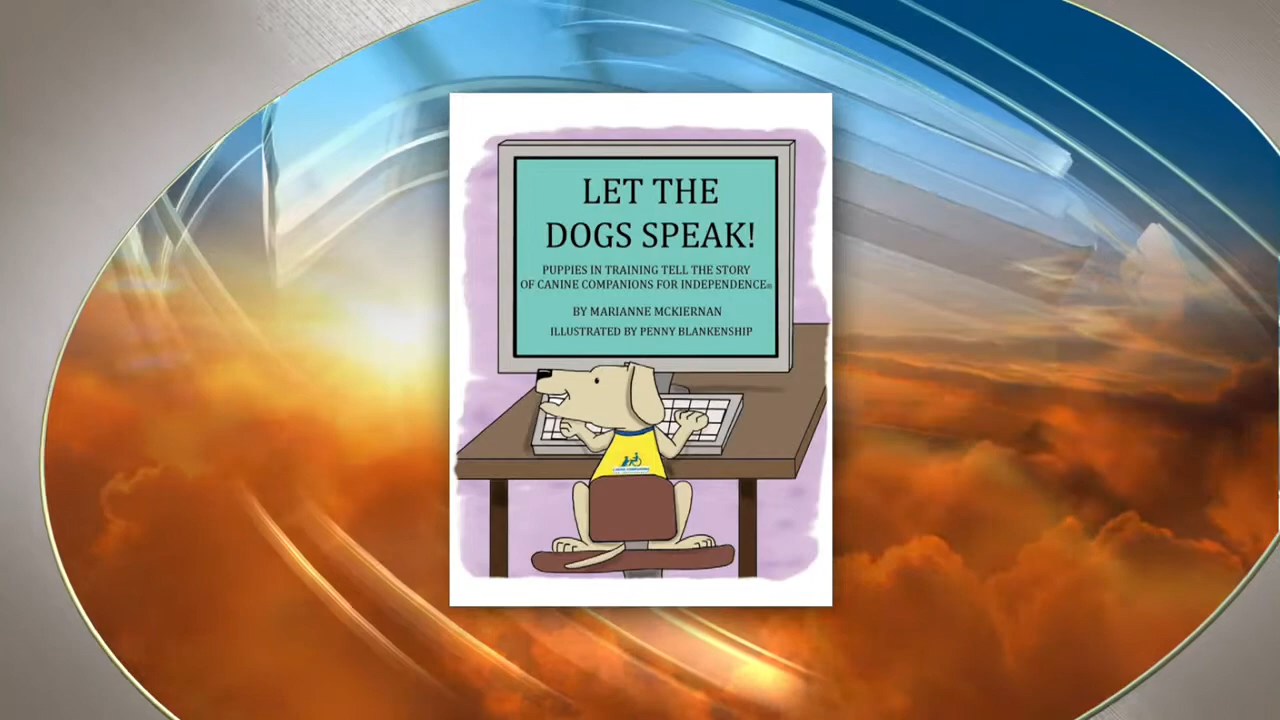 LET THE
DOGS SPEAK!
PUPPIES IN TRAINING TELL THE STORY
OF CANINE COMPANIONS FOR INDEPENDENCE®
BY MARIANNE MCKIERNAN
ILLUSTRATED BY PENNY BLANKENSHIP